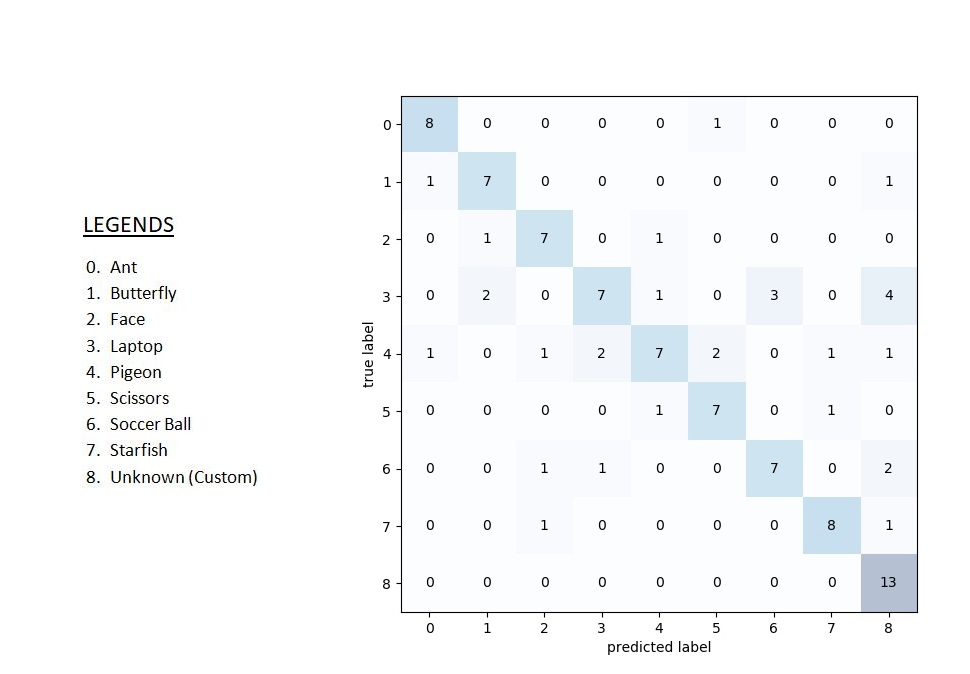 LEGENDS
0. Ant
1. Butterfly
2. Face
3. Laptop
4. Pigeon
5. Scissors
6. Soccer Ball
7. Starfish
8. Unknown (Custom)
true label
0 8 0 0 0 0 1 0 0 0
1 1 7 0 0 0 0 0 0 1
2 0 1 7 0 1 0 0 0 0
3 0 2 0 7 1 0 3 0 4
4 1 0 1 2 7 2 0 1 1
5 0 0 0 0 1 7 0 1 0
6 0 0 1 1 0 0 7 0 2
7 0 0 1 0 0 0 0 8 1
8 0 0 0 0 0 0 0 0 13
0 1 2 3 4 5 6 7 8
predicted label